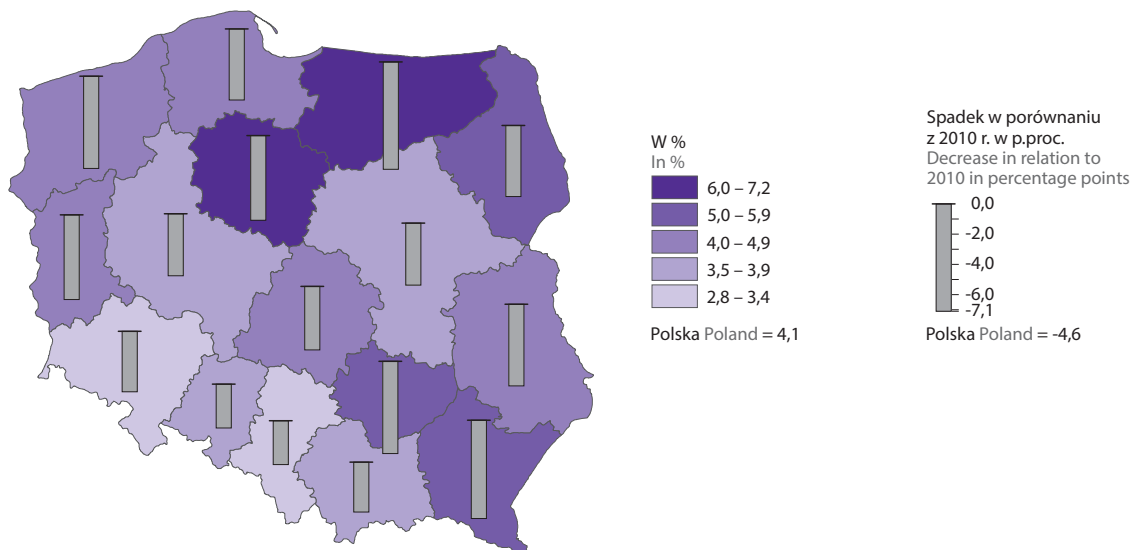 W %
In %
6,0 – 7,2
5,0 – 5,9
4,0 – 4,9
3,5 – 3,9
2,8 – 3,4
Polska Poland = 4,1
Spadek w porównaniu
z 2010 r. w p.proc.
Decrease in relation to
2010 in percentage points
0,0
-2,0
-4,0
-6,0
-7,1
Polska Poland = -4,6